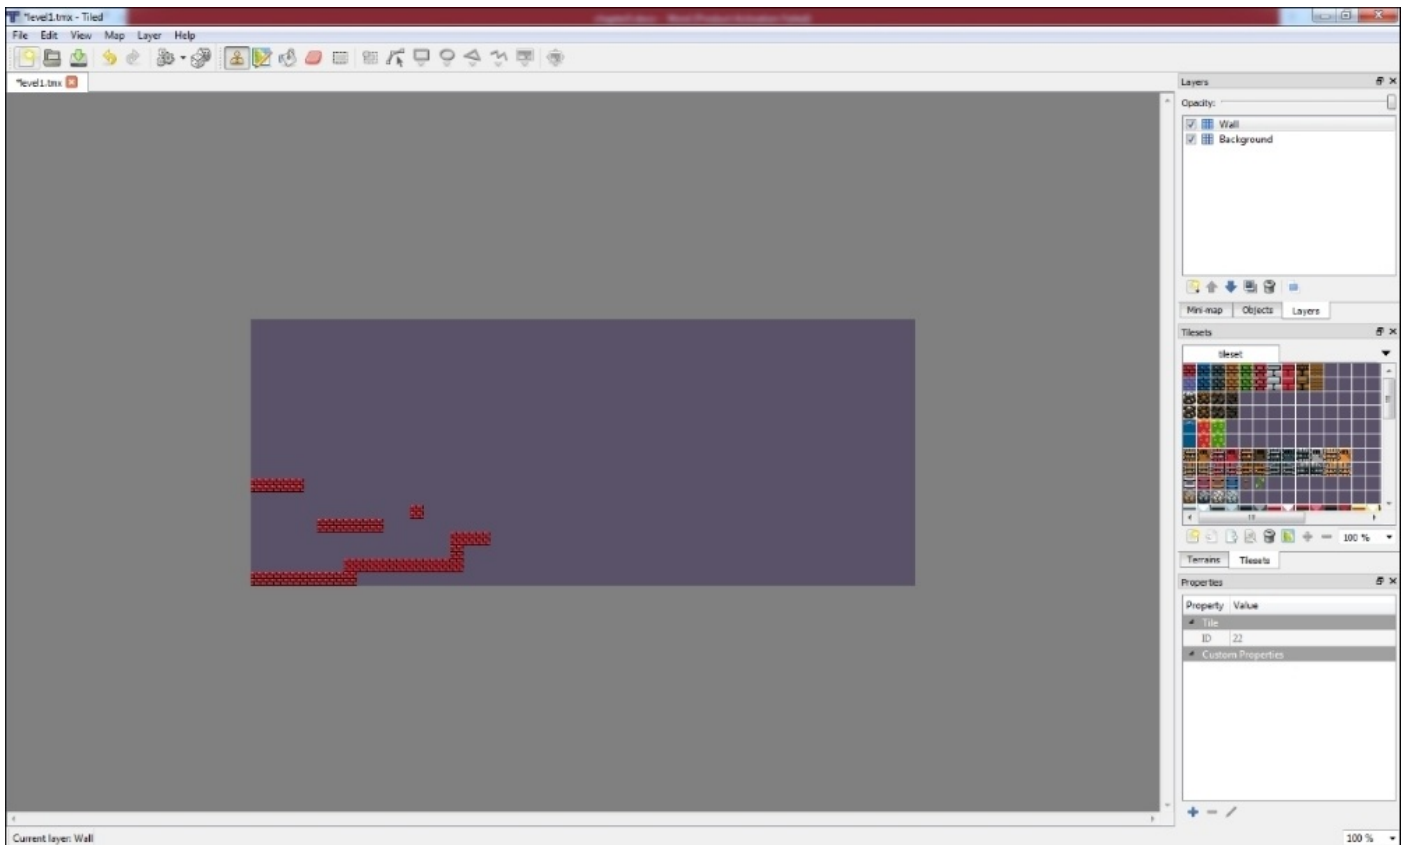 *level1.tmx - Tiled
File Edit View Map Layer Help
*level1.tmx
Layers
Opacity:
Wall
Background
Mini-map Objects Layers
Tilesets
tileset
100 %
Terrains Tilesets
Properties
Property Value
Tile
ID 22
Custom Properties
Current layer: Wall
100 %